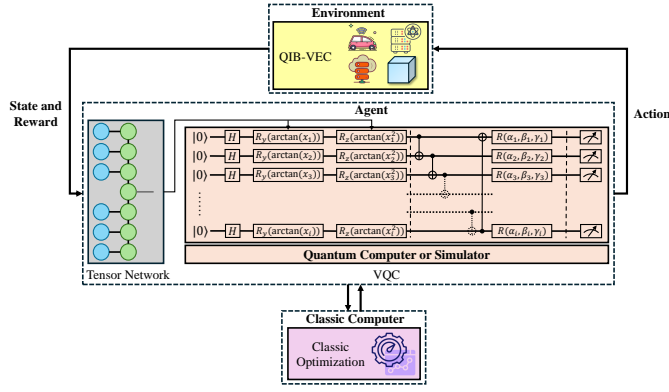 Environment
QIB-VEC
State and
Reward
Agent
Action
|0⟩ H R_y(arctan(x_1)) R_z(arctan(x_1^2)) R(α_1, β_1, γ_1)
|0⟩ H R_y(arctan(x_2)) R_z(arctan(x_2^2)) R(α_2, β_2, γ_2)
|0⟩ H R_y(arctan(x_3)) R_z(arctan(x_3^2)) R(α_3, β_3, γ_3)
|0⟩ H R_y(arctan(x_i)) R_z(arctan(x_i^2)) R(α_i, β_i, γ_i)
Quantum Computer or Simulator
Tensor Network
VQC
Classic Computer
Classic
Optimization